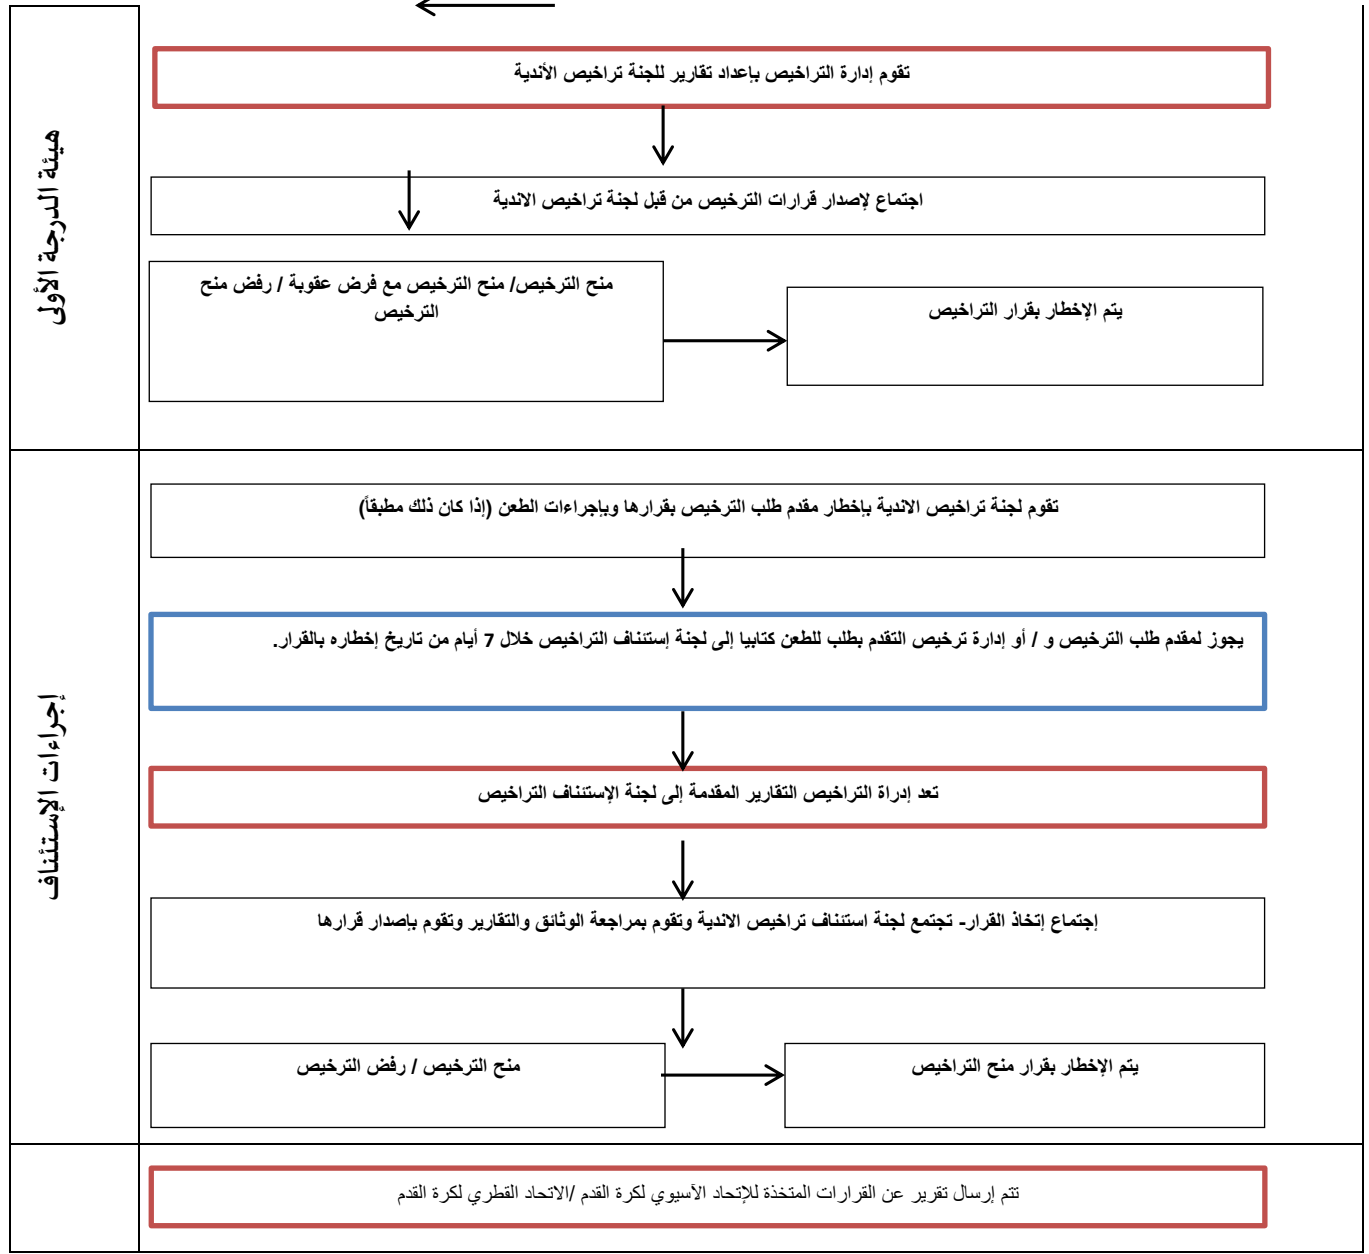 هيئة الدرجة الأولى
تقوم إدارة التراخيص بإعداد تقارير للجنة تراخيص الأندية
اجتماع لإصدار قرارات الترخيص من قبل لجنة تراخيص الاندية
منح الترخيص/ منح الترخيص مع فرض عقوبة / رفض منح
الترخيص
يتم الإخطار بقرار التراخيص
إجراءات الإستئناف
تقوم لجنة تراخيص الاندية بإخطار مقدم طلب الترخيص بقرارها وبإجراءات الطعن (إذا كان ذلك مطبقاً)
يجوز لمقدم طلب الترخيص و / أو إدارة ترخيص التقدم بطلب للطعن كتابيا إلى لجنة إستئناف التراخيص خلال 7 أيام من تاريخ إخطاره بالقرار.
تعد إدراة التراخيص التقارير المقدمة إلى لجنة الإستئناف التراخيص
إجتماع إتخاذ القرار- تجتمع لجنة استئناف تراخيص الاندية وتقوم بمراجعة الوثائق والتقارير وتقوم بإصدار قرارها
منح الترخيص / رفض الترخيص
يتم الإخطار بقرار منح التراخيص
تتم إرسال تقرير عن القرارات المتخذة للإتحاد الآسيوي لكرة القدم /الاتحاد القطري لكرة القدم